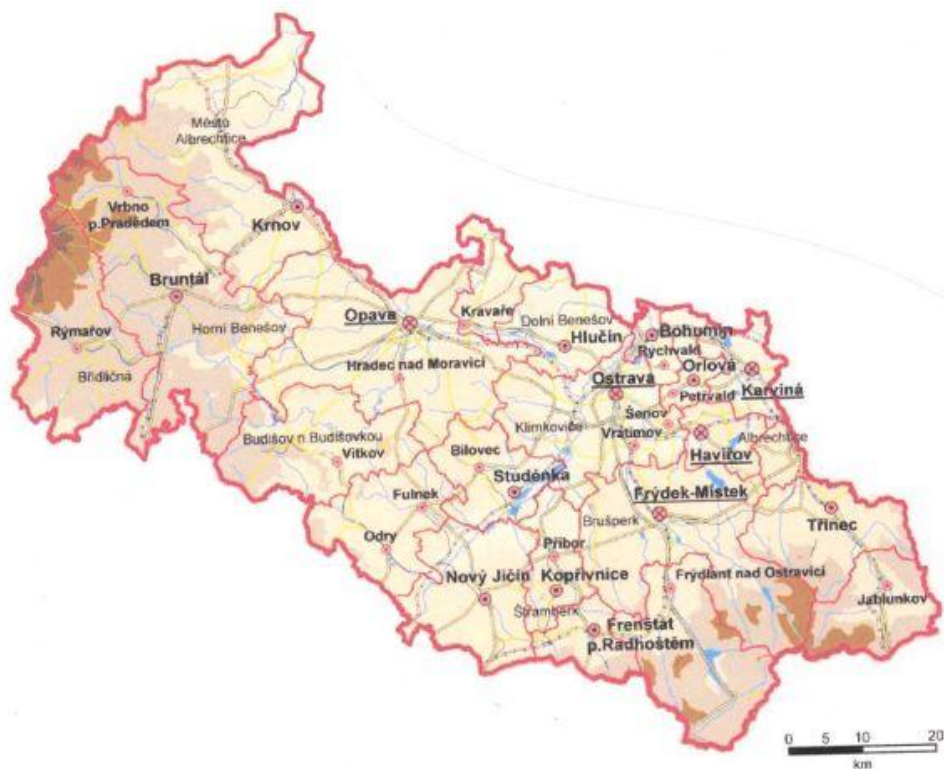 Město
Albrechtice
Vrbno
p.Pradědem
Krnov
Bruntál
Opava
Kravaře
Dolní Benešov
Hlučín
Bohumín
Rychvald
Rýmařov
Horní Benešov
Hradec nad Moravicí
Ostrava
Orlová
Karviná
Petřvald
Břidličná
Šenov
Klimkovice
Vratimov
Albrechtice
Budišov n.Budišovkou
Vítkov
Bílovec
Havířov
Studénka
Frýdek-Místek
Fulnek
Brušperk
Třinec
Odry
Příbor
Nový Jičín
Kopřivnice
Frýdlant nad Ostravicí
Jablunkov
Štramberk
Frenštát
p.Radhoštěm
0 5 10 20
km